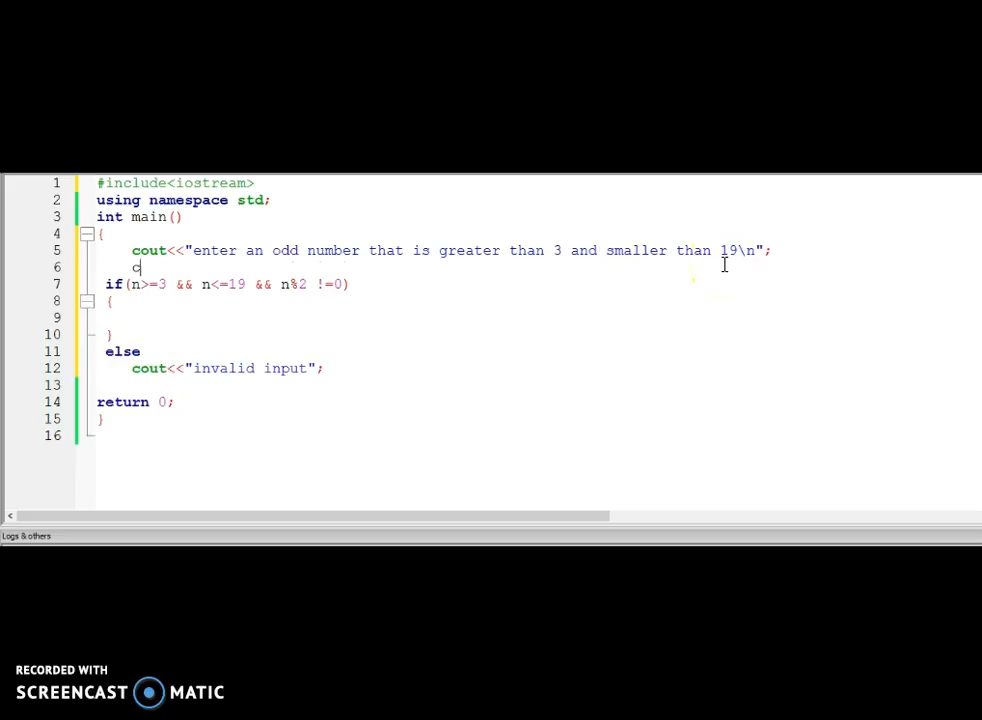 1 #include<iostream>
2 using namespace std;
3 int main()
4 {
5 cout<<"enter an odd number that is greater than 3 and smaller than 19\n";
6 c
7 if(n>=3 && n<=19 && n%2 !=0)
8 {
9
10 }
11 else
12 cout<<"invalid input";
13
14 return 0;
15 }
16
Logs & others
RECORDED WITH
SCREENCAST MATIC